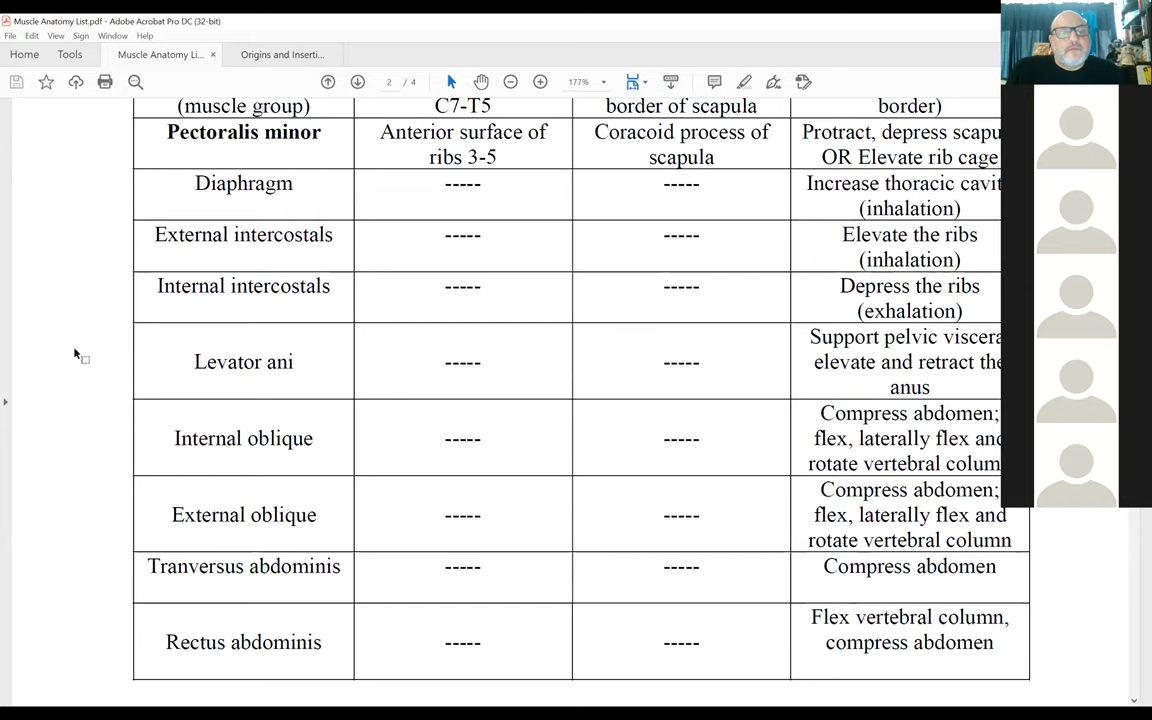 Muscle Anatomy List.pdf - Adobe Acrobat Pro DC (32-bit)
File Edit View Sign Window Help
Home Tools Muscle Anatomy Li... × Origins and Inserti...
2 / 4 177%
(muscle group) C7-T5 border of scapula border)
Pectoralis minor Anterior surface of Coracoid process of Protract, depress scapu
ribs 3-5 scapula OR Elevate rib cage
Diaphragm ----- ----- Increase thoracic cavit
(inhalation)
External intercostals ----- ----- Elevate the ribs
(inhalation)
Internal intercostals ----- ----- Depress the ribs
(exhalation)
Support pelvic viscera
Levator ani ----- ----- elevate and retract the
anus
Compress abdomen;
Internal oblique ----- ----- flex, laterally flex and
rotate vertebral colum
Compress abdomen;
External oblique ----- ----- flex, laterally flex and
rotate vertebral column
Tranversus abdominis ----- ----- Compress abdomen
Flex vertebral column,
Rectus abdominis ----- ----- compress abdomen